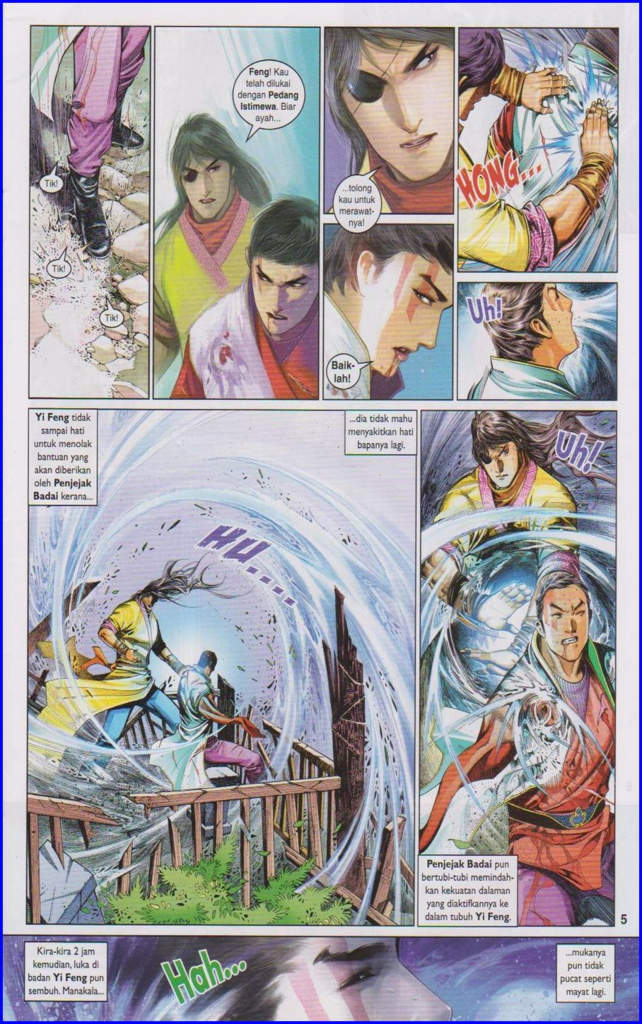 Tik!
Tik!
Tik!
Feng! Kau
telah dilukai
dengan Pedang
Istimewa. Biar
ayah...
...tolong
kau untuk
merawat-
nya!
HONG...
Baik-
lah!
Uh!
Yi Feng tidak
sampai hati
untuk menolak
bantuan yang
akan diberikan
oleh Penjejak
Badai kerana...
...dia tidak mahu
menyakitkan hati
bapanya lagi.
HU....
Uh!
Penjejak Badai pun
bertubi-tubi memindah-
kan kekuatan dalaman
yang diaktifkannya ke
dalam tubuh Yi Feng.
5
Kira-kira 2 jam
kemudian, luka di
badan Yi Feng pun
sembuh. Manakala...
Hah...
...mukanya
pun tidak
pucat seperti
mayat lagi.